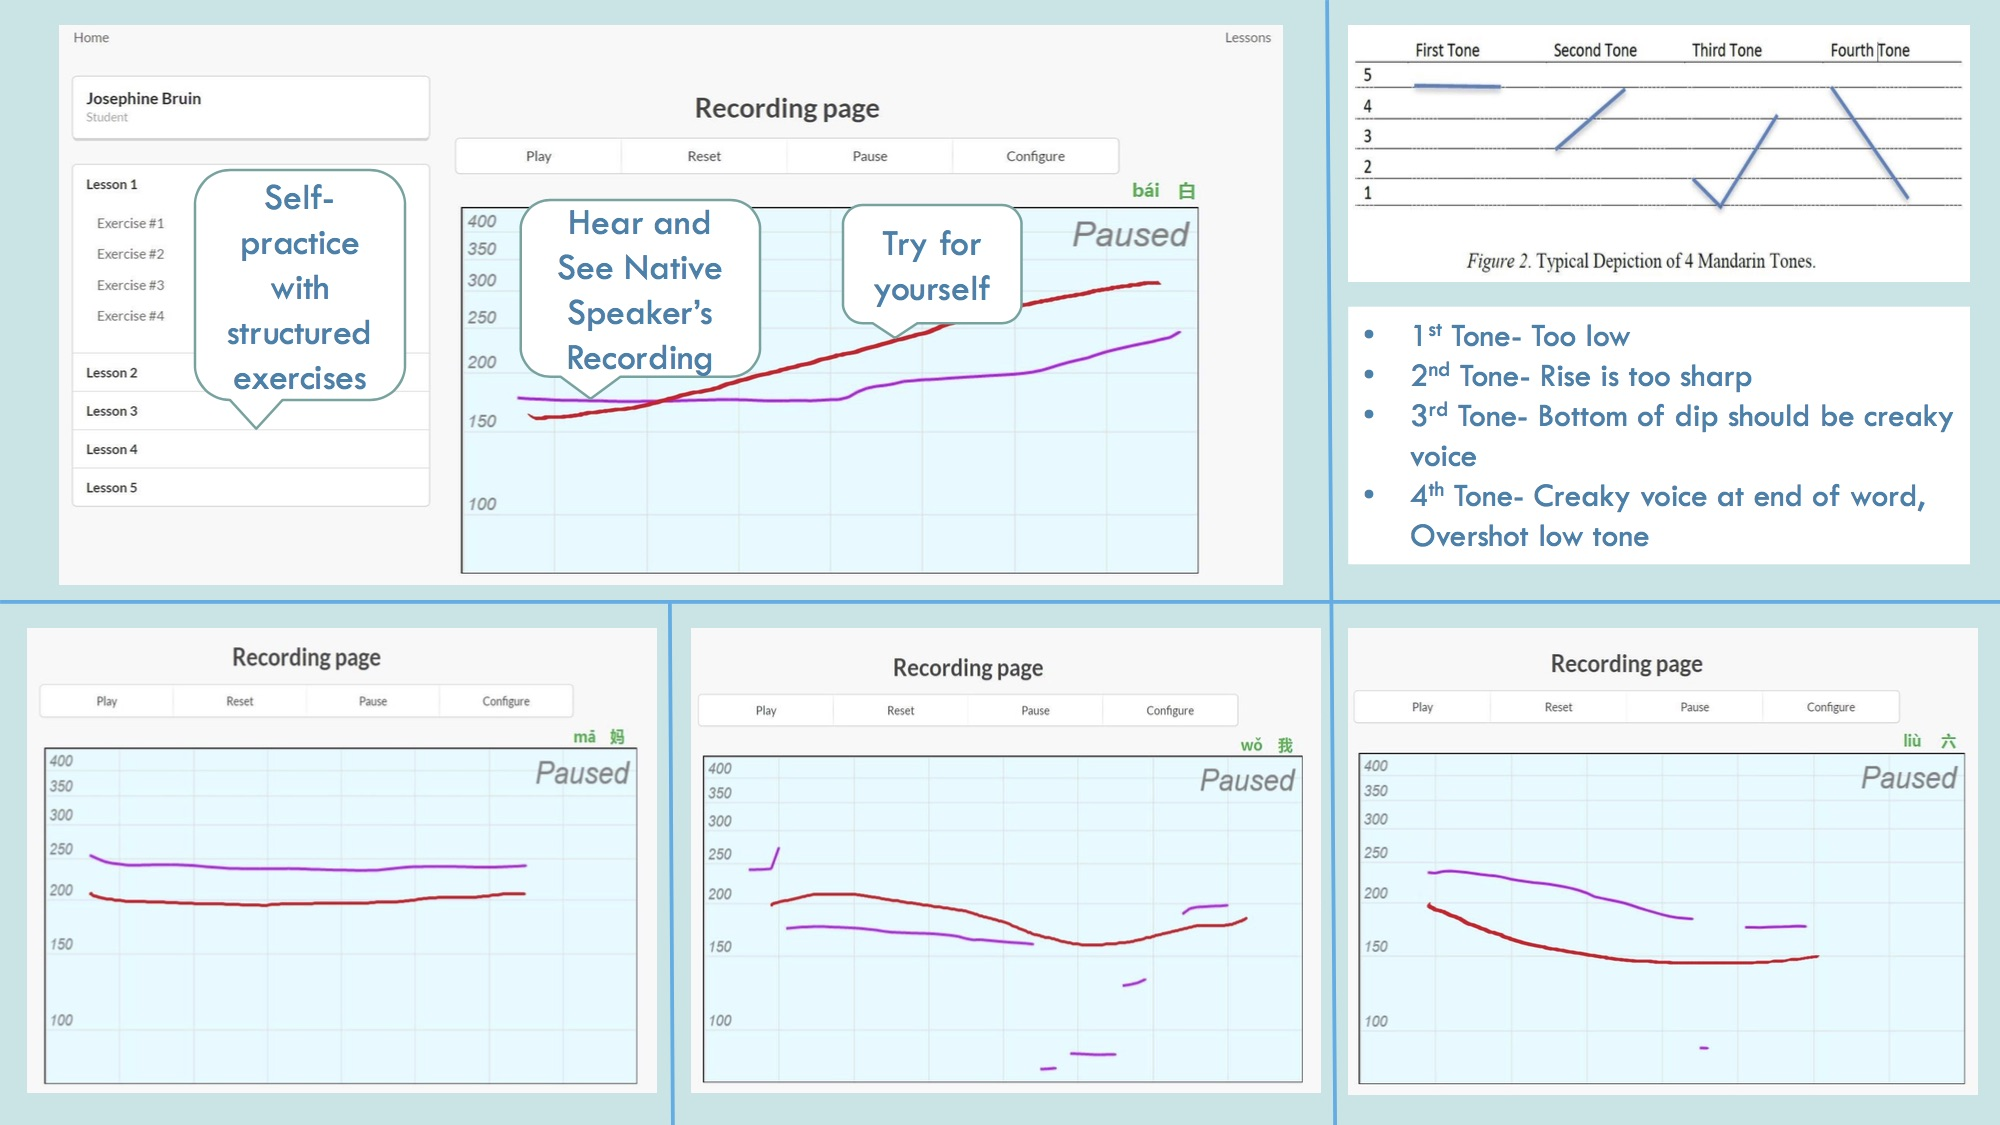 Home
Lessons
Josephine Bruin
Student
Lesson 1
Exercise #1
Exercise #2
Exercise #3
Exercise #4
Lesson 2
Lesson 3
Lesson 4
Lesson 5
Self-
practice
with
structured
exercises
Recording page
Play Reset Pause Configure
bái 白
Paused
400
350
300
250
200
150
100
Hear and
See Native
Speaker's
Recording
Try for
yourself
First Tone Second Tone Third Tone Fourth Tone
5
4
3
2
1
Figure 2. Typical Depiction of 4 Mandarin Tones.
• 1st Tone- Too low
• 2nd Tone- Rise is too sharp
• 3rd Tone- Bottom of dip should be creaky
voice
• 4th Tone- Creaky voice at end of word,
Overshot low tone
Recording page
Play Reset Pause Configure
mā 妈
Paused
400
350
300
250
200
150
100
Recording page
Play Reset Pause Configure
wǒ 我
Paused
400
350
300
250
200
150
100
Recording page
Play Reset Pause Configure
liù 六
Paused
400
350
300
250
200
150
100